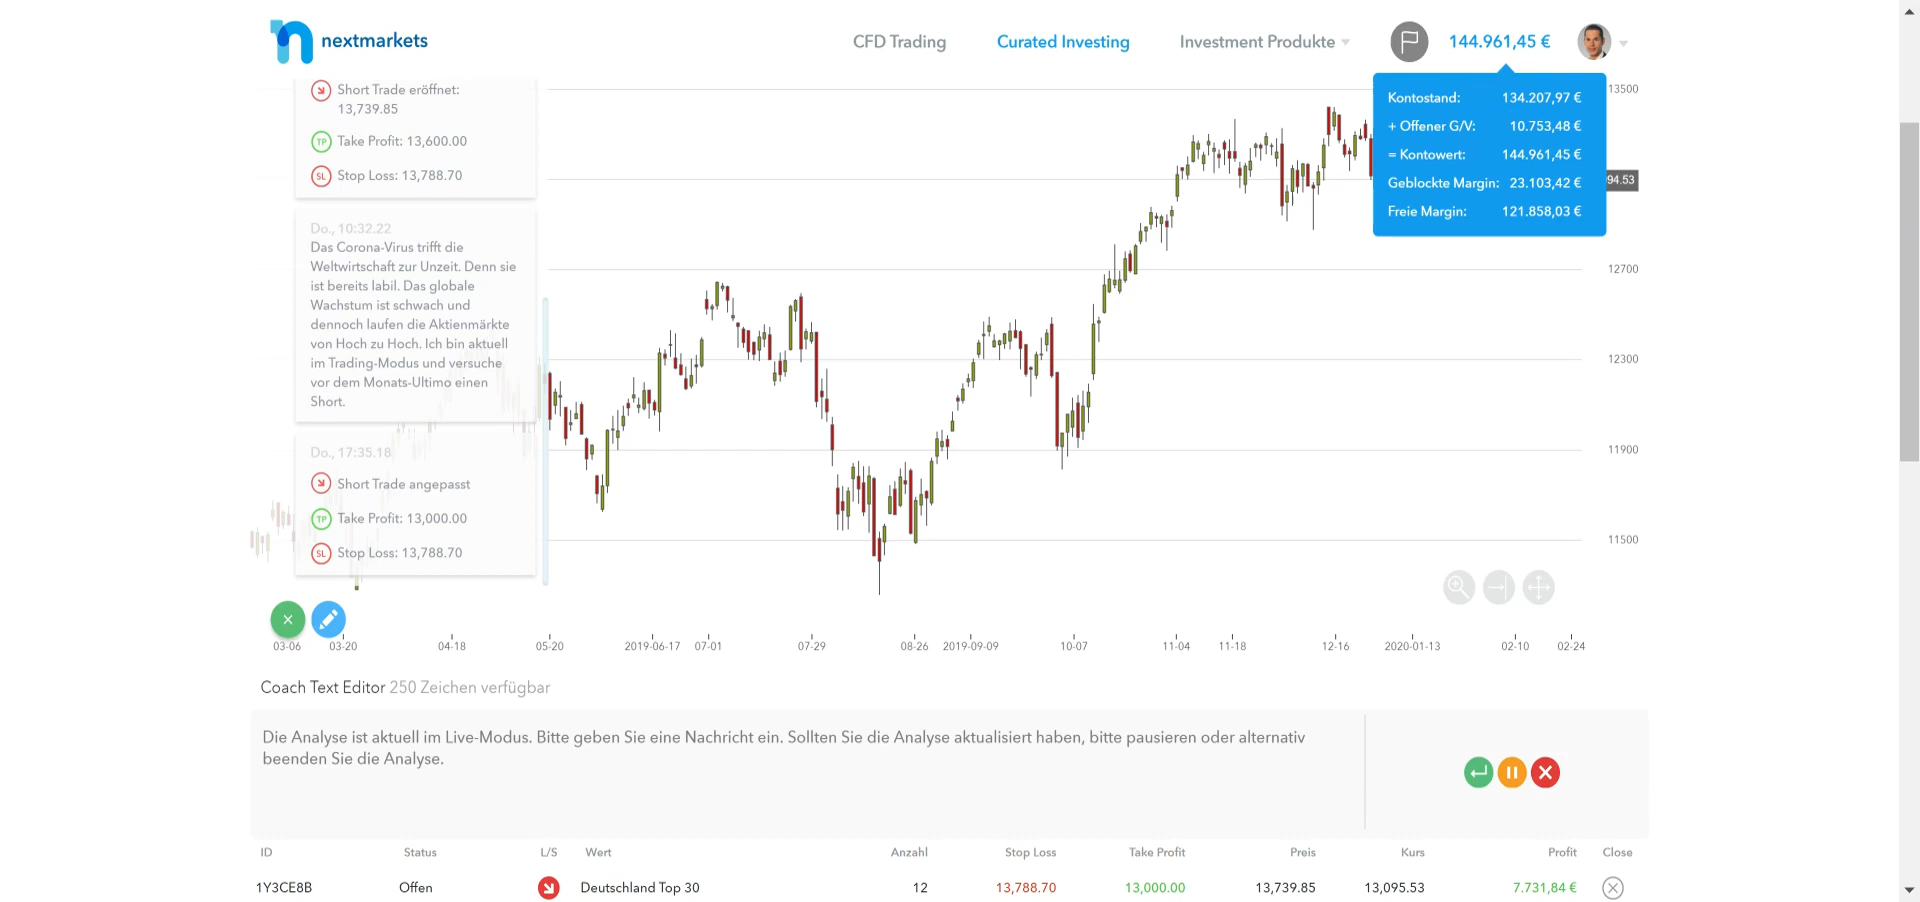 nextmarkets
CFD Trading
Curated Investing
Investment Produkte
144.961,45 €
Kontostand: 134.207,97 €
+ Offener G/V: 10.753,48 €
= Kontowert: 144.961,45 €
Geblockte Margin: 23.103,42 €
Freie Margin: 121.858,03 €
Short Trade eröffnet:
13,739.85
TP Take Profit: 13,600.00
SL Stop Loss: 13,788.70
Do., 10:32.22
Das Corona-Virus trifft die
Weltwirtschaft zur Unzeit. Denn sie
ist bereits labil. Das globale
Wachstum ist schwach und
dennoch laufen die Aktienmärkte
von Hoch zu Hoch. Ich bin aktuell
im Trading-Modus und versuche
vor dem Monats-Ultimo einen
Short.
Do., 17:35.18
Short Trade angepasst
TP Take Profit: 13,000.00
SL Stop Loss: 13,788.70
13500
94.53
12700
12300
11900
11500
03-06 03-20 04-18 05-20 2019-06-17 07-01 07-29 08-26 2019-09-09 10-07 11-04 11-18 12-16 2020-01-13 02-10 02-24
Coach Text Editor 250 Zeichen verfügbar
Die Analyse ist aktuell im Live-Modus. Bitte geben Sie eine Nachricht ein. Sollten Sie die Analyse aktualisiert haben, bitte pausieren oder alternativ
beenden Sie die Analyse.
ID Status L/S Wert Anzahl Stop Loss Take Profit Preis Kurs Profit Close
1Y3CE8B Offen Deutschland Top 30 12 13,788.70 13,000.00 13,739.85 13,095.53 7.731,84 €